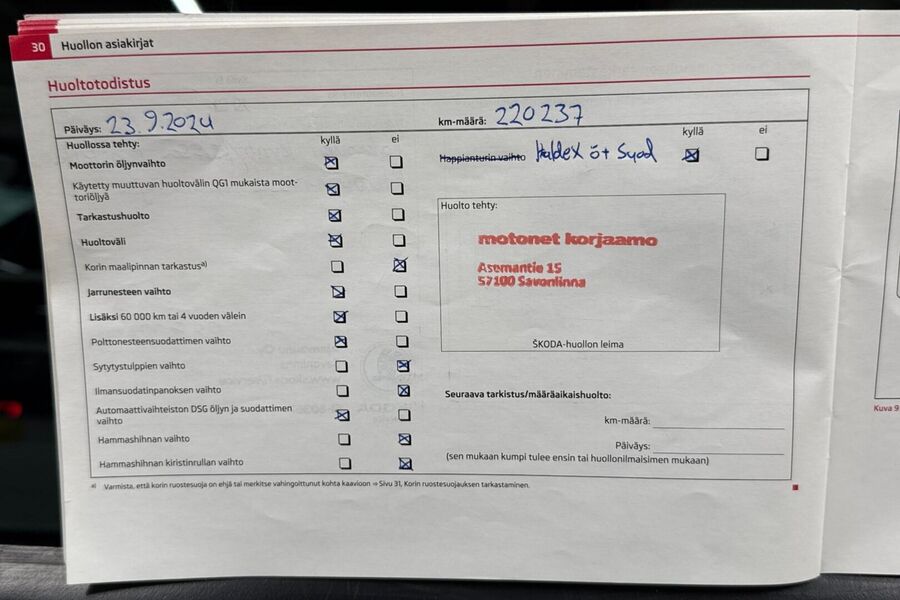 30 Huollon asiakirjat
Huoltotodistus
Päiväys: 23.9.2024
km-määrä: 220237
Huollossa tehty:
kyllä ei
Moottorin öljynvaihto
Käytetty muuttuvan huoltovälin QG1 mukaista moot-
toriöljyä
Tarkastushuolto
Huoltoväli
Korin maalipinnan tarkastusa)
Jarrunesteen vaihto
Lisäksi 60 000 km tai 4 vuoden välein
Polttonesteensuodattimen vaihto
Sytytystulppien vaihto
Ilmansuodatinpanoksen vaihto
Automaattivaihteiston DSG öljyn ja suodattimen
vaihto
Hammashihnan vaihto
Hammashihnan kiristinrullan vaihto
kyllä ei
Happianturin vaihto Haldex ö+ Syod
Huolto tehty:
motonet korjaamo
Asemantie 15
57100 Savonlinna
ŠKODA-huollon leima
Seuraava tarkistus/määräaikaishuolto:
km-määrä:
Päiväys:
(sen mukaan kumpi tulee ensin tai huollonilmaisimen mukaan)
a) Varmista, että korin ruostesuoja on ehjä tai merkitse vahingoittunut kohta kaavioon ⇒ Sivu 31, Korin ruostesuojauksen tarkastaminen.
Kuva 9